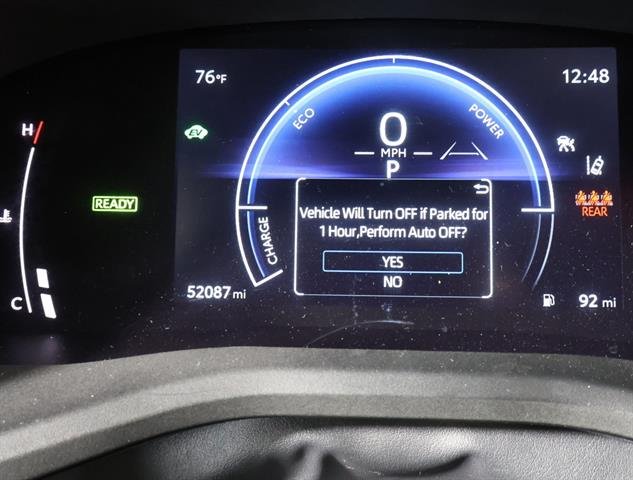 76°F
12:48
H
ECO
POWER
EV
0
MPH
P
READY
REAR
CHARGE
Vehicle Will Turn OFF if Parked for
1 Hour,Perform Auto OFF?
YES
NO
C
52087 mi
92 mi